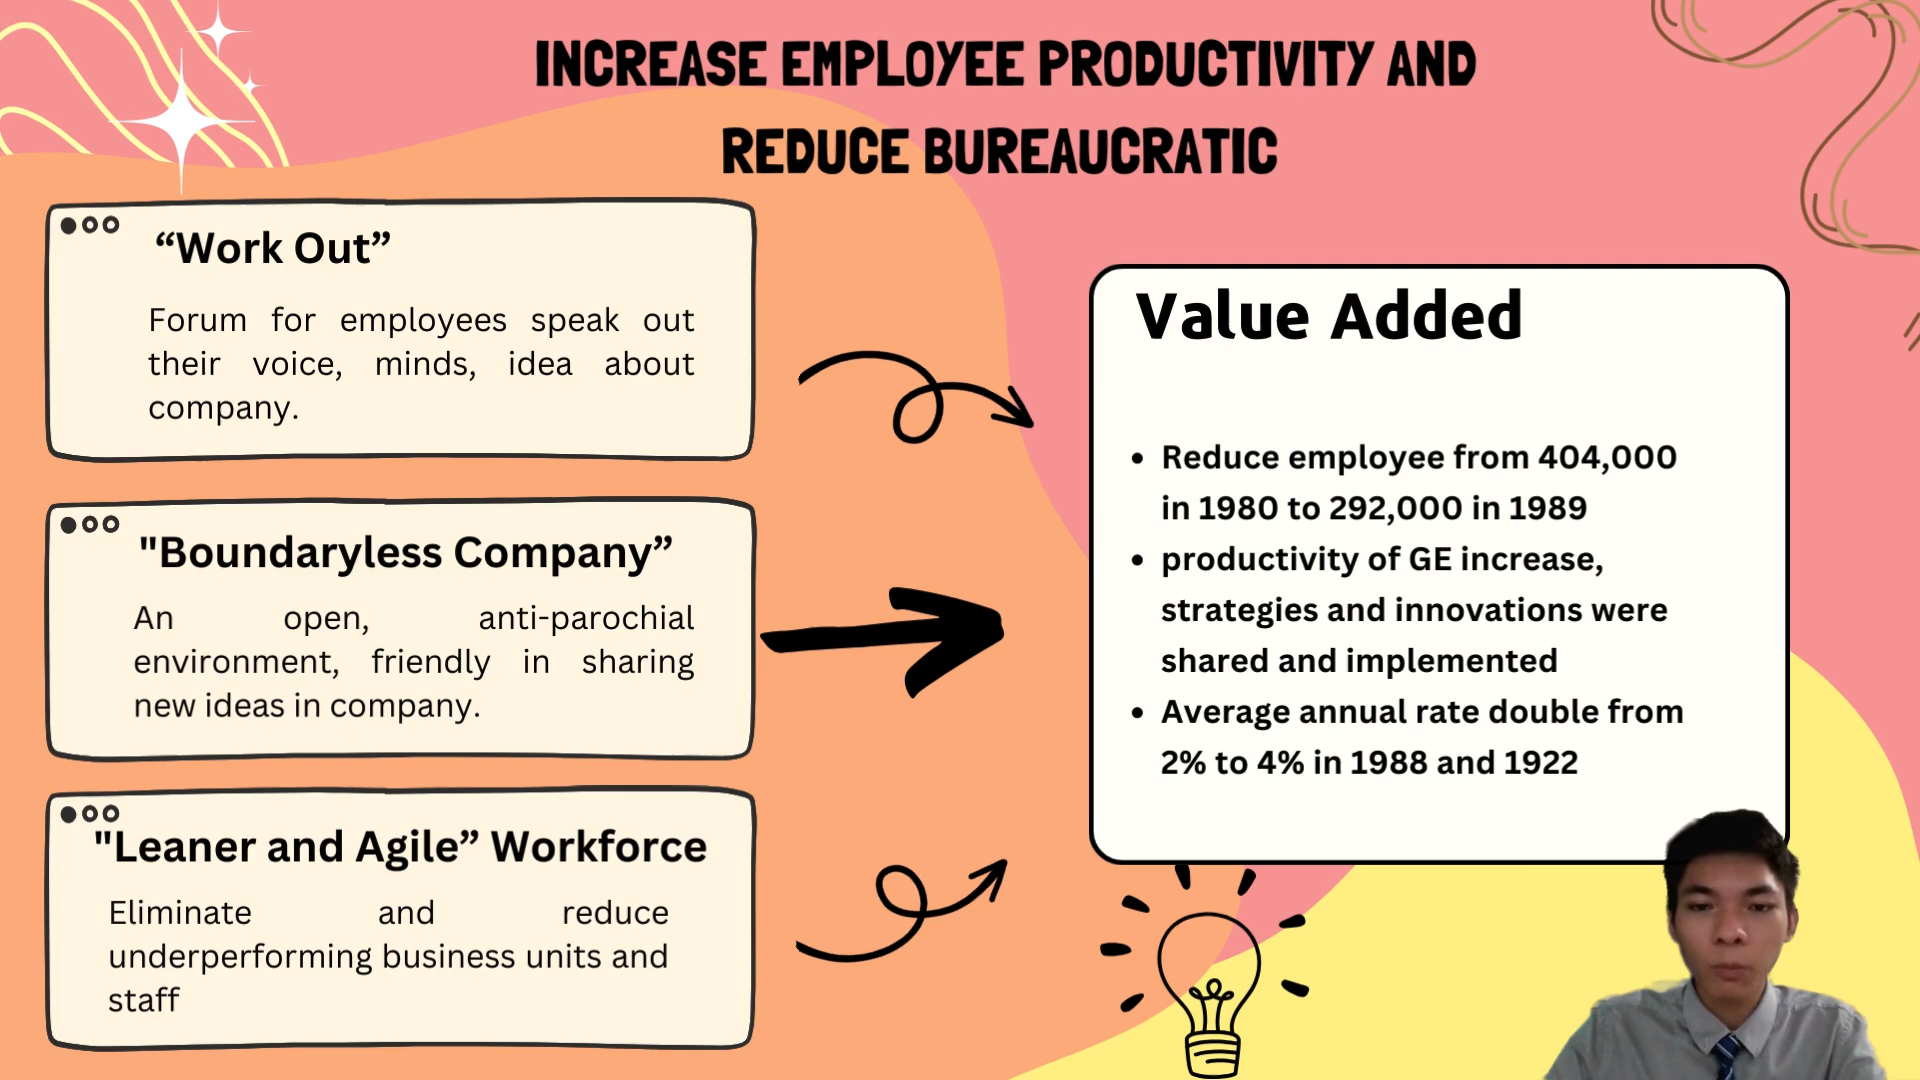 INCREASE EMPLOYEE PRODUCTIVITY AND
REDUCE BUREAUCRATIC
“Work Out”
Forum for employees speak out
their voice, minds, idea about
company.
"Boundaryless Company”
An open, anti-parochial
environment, friendly in sharing
new ideas in company.
"Leaner and Agile” Workforce
Eliminate and reduce
underperforming business units and
staff
Value Added
• Reduce employee from 404,000
in 1980 to 292,000 in 1989
• productivity of GE increase,
strategies and innovations were
shared and implemented
• Average annual rate double from
2% to 4% in 1988 and 1922